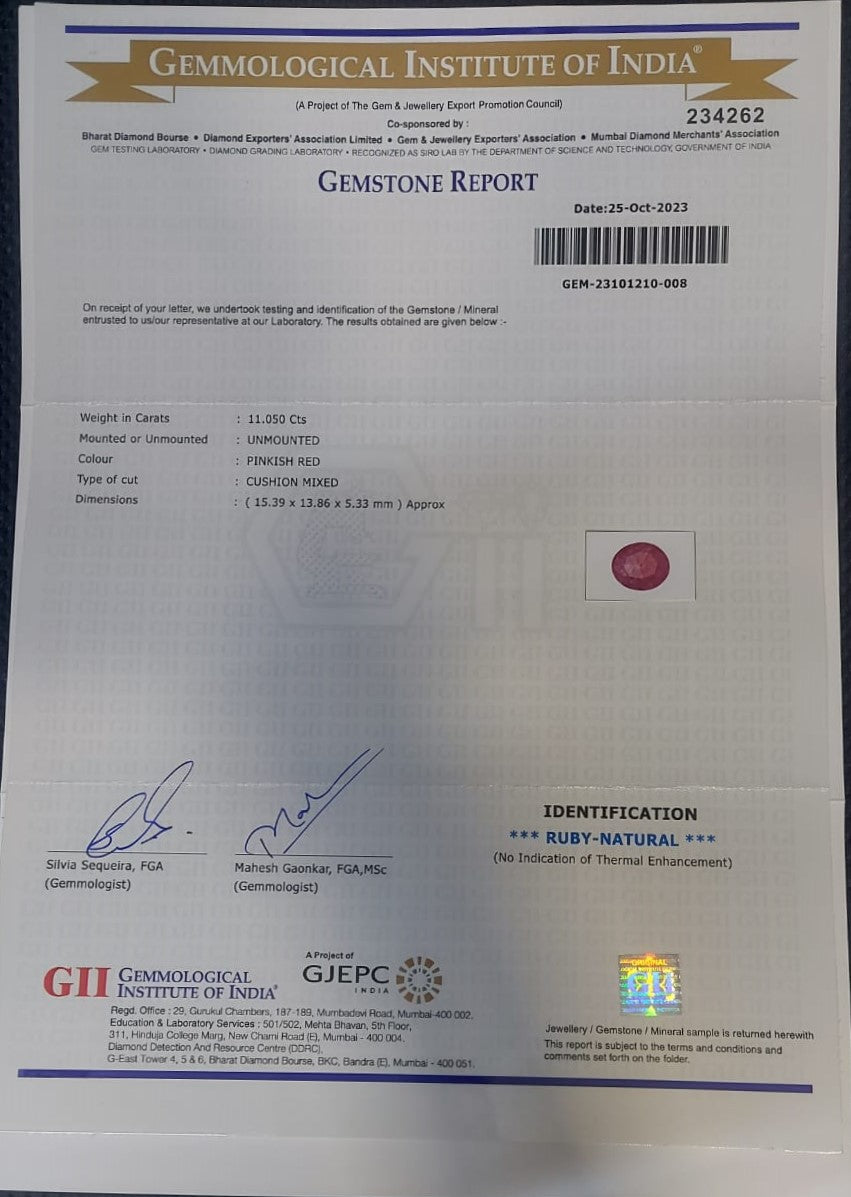 GEMMOLOGICAL INSTITUTE OF INDIA®
(A Project of The Gem & Jewellery Export Promotion Council)
Co-sponsored by :
234262
Bharat Diamond Bourse • Diamond Exporters' Association Limited • Gem & Jewellery Exporters' Association • Mumbai Diamond Merchants' Association
GEM TESTING LABORATORY • DIAMOND GRADING LABORATORY • RECOGNIZED AS SIRO LAB BY THE DEPARTMENT OF SCIENCE AND TECHNOLOGY, GOVERNMENT OF INDIA
GEMSTONE REPORT
Date:25-Oct-2023
GEM-23101210-008
On receipt of your letter, we undertook testing and identification of the Gemstone / Mineral
entrusted to us/our representative at our Laboratory. The results obtained are given below :-
Weight in Carats : 11.050 Cts
Mounted or Unmounted : UNMOUNTED
Colour : PINKISH RED
Type of cut : CUSHION MIXED
Dimensions : ( 15.39 x 13.86 x 5.33 mm ) Approx
IDENTIFICATION
*** RUBY-NATURAL ***
(No Indication of Thermal Enhancement)
Silvia Sequeira, FGA
(Gemmologist)
Mahesh Gaonkar, FGA,MSc
(Gemmologist)
GII GEMMOLOGICAL
INSTITUTE OF INDIA®
A Project of
GJEPC
INDIA
ORIGINAL
GII
Regd. Office : 29, Gurukul Chambers, 187-189, Mumbadevi Road, Mumbai-400 002.
Education & Laboratory Services : 501/502, Mehta Bhavan, 5th Floor,
311, Hinduja College Marg, New Charni Road (E), Mumbai - 400 004.
Diamond Detection And Resource Centre (DDRC).
G-East Tower 4, 5 & 6, Bharat Diamond Bourse, BKC, Bandra (E), Mumbai - 400 051.
Jewellery / Gemstone / Mineral sample is returned herewith
This report is subject to the terms and conditions and
comments set forth on the folder.